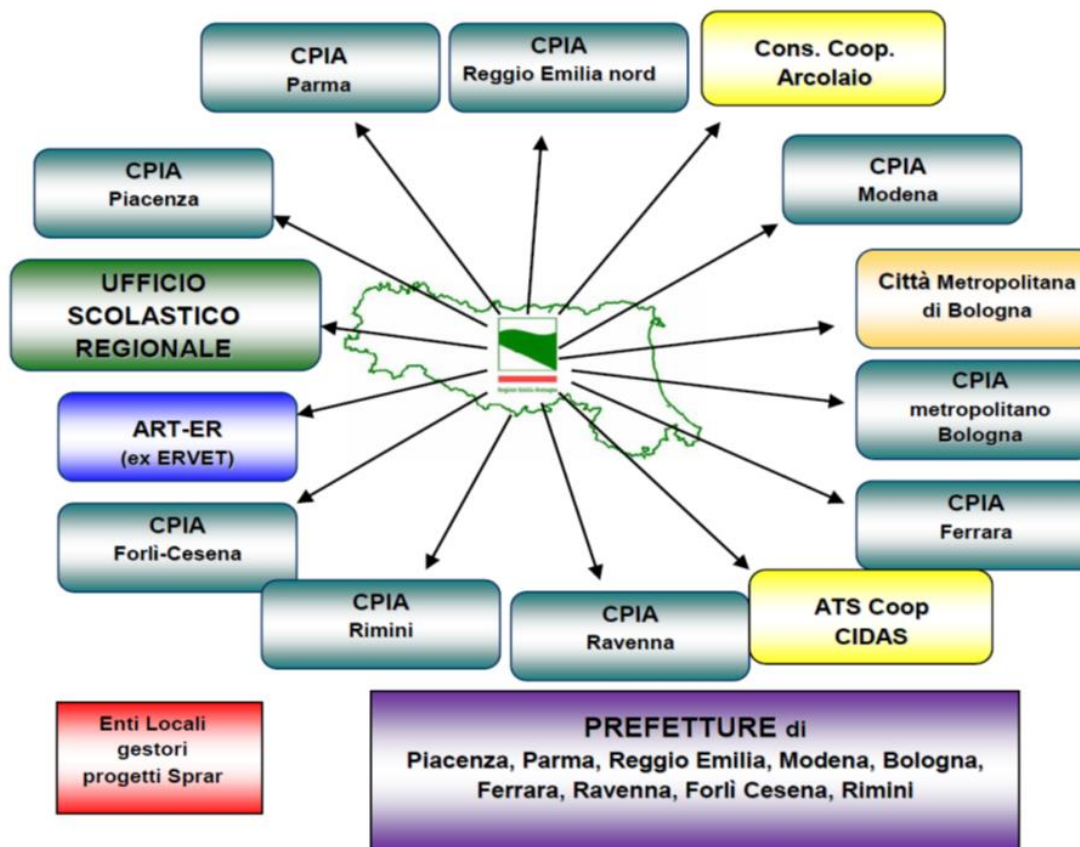 CPIA
Parma
CPIA
Reggio Emilia nord
Cons. Coop.
Arcolaio
CPIA
Piacenza
CPIA
Modena
UFFICIO
SCOLASTICO
REGIONALE
Città Metropolitana
di Bologna
Regione Emilia-Romagna
CPIA
metropolitano
Bologna
ART-ER
(ex ERVET)
CPIA
Ferrara
CPIA
Forlì-Cesena
CPIA
Rimini
CPIA
Ravenna
ATS Coop
CIDAS
Enti Locali
gestori
progetti Sprar
PREFETTURE di
Piacenza, Parma, Reggio Emilia, Modena, Bologna,
Ferrara, Ravenna, Forlì Cesena, Rimini